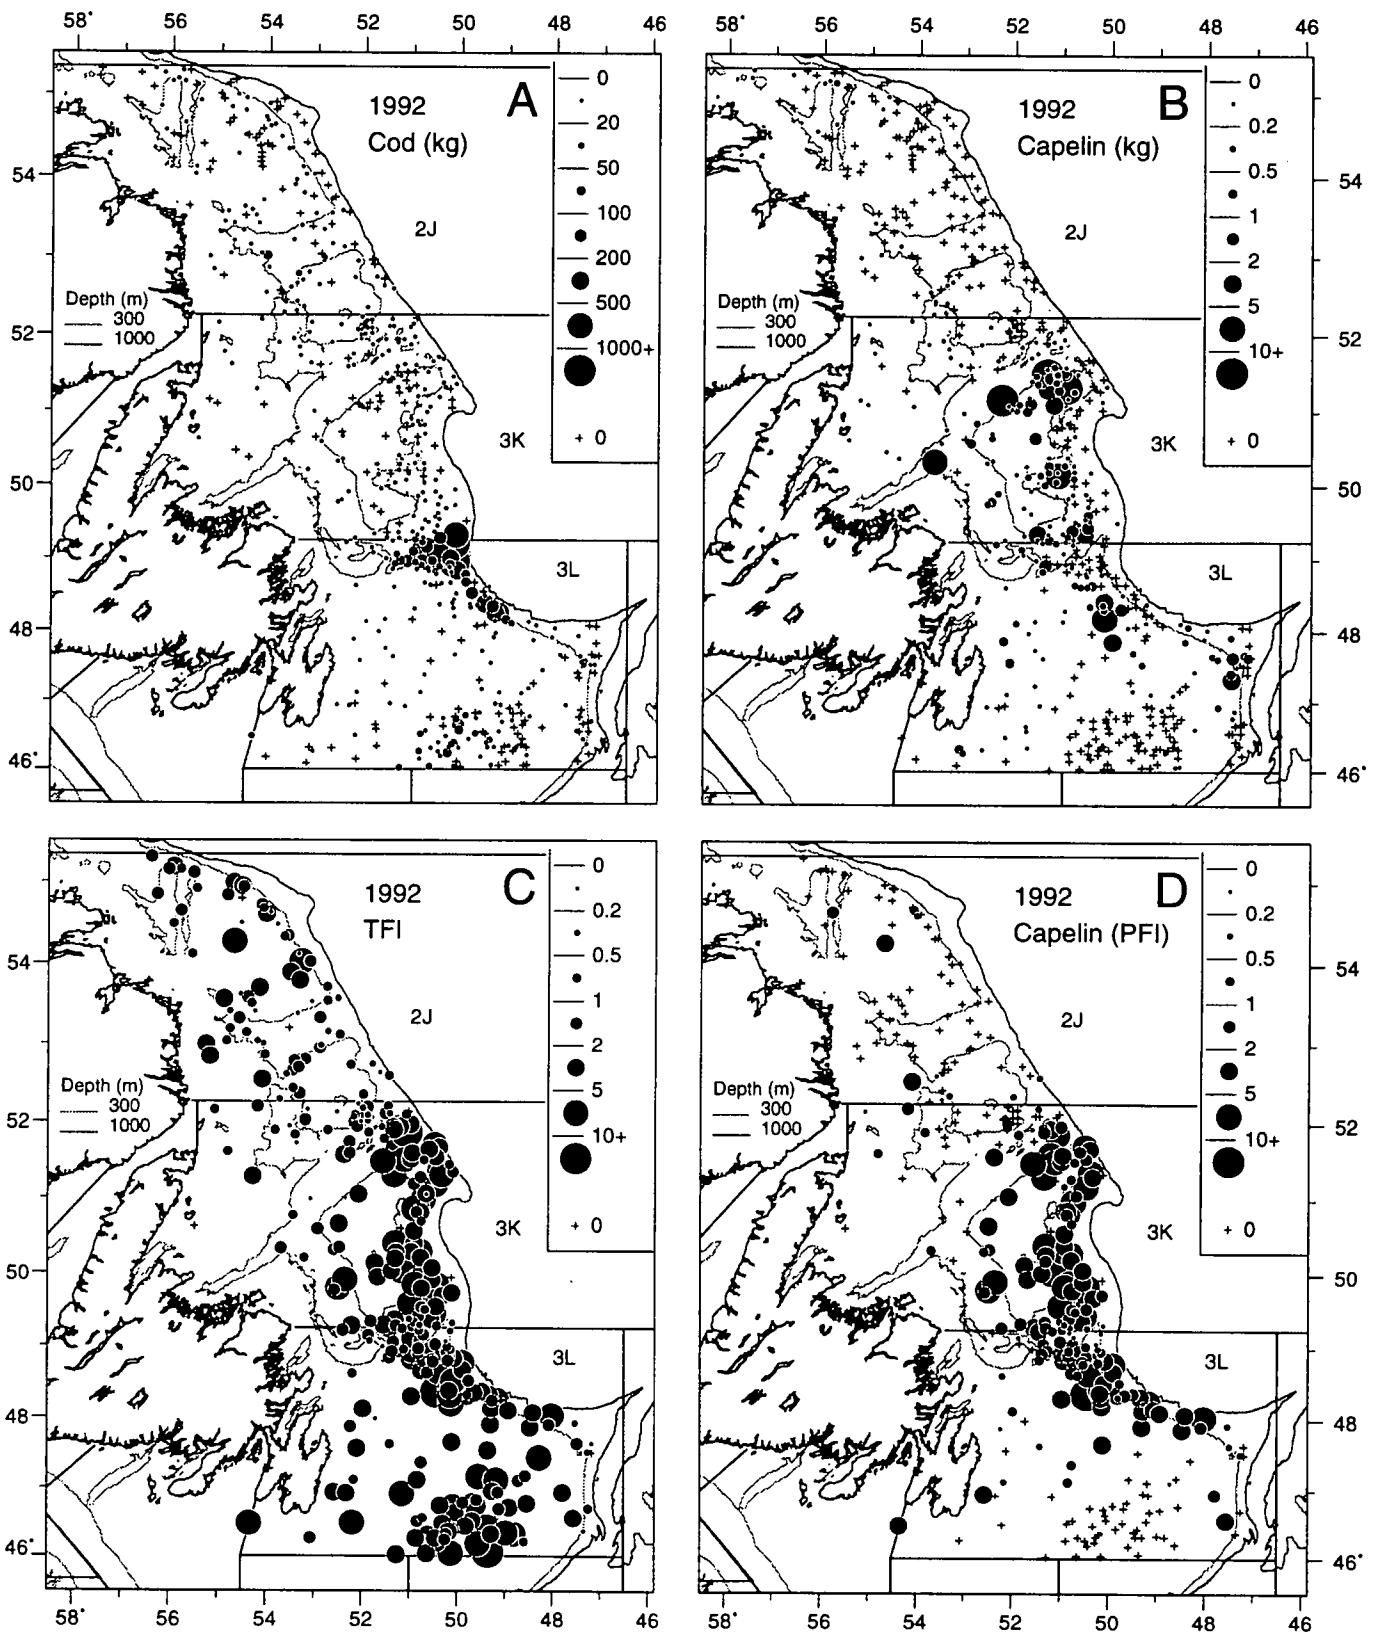 58° 56 54 52 50 48 46
58° 56 54 52 50 48 46
A
1992
Cod (kg)
0
20
50
100
200
500
1000+
+ 0
54
52
50
48
46°
2J
Depth (m)
300
1000
3K
3L
B
1992
Capelin (kg)
0
0.2
0.5
1
2
5
10+
+ 0
2J
Depth (m)
300
1000
3K
3L
54
52
50
48
46°
C
1992
TFI
0
0.2
0.5
1
2
5
10+
+ 0
54
52
50
48
46°
2J
Depth (m)
300
1000
3K
3L
D
1992
Capelin (PFI)
0
0.2
0.5
1
2
5
10+
+ 0
2J
Depth (m)
300
1000
3K
3L
54
52
50
48
46°
58° 56 54 52 50 48 46
58° 56 54 52 50 48 46